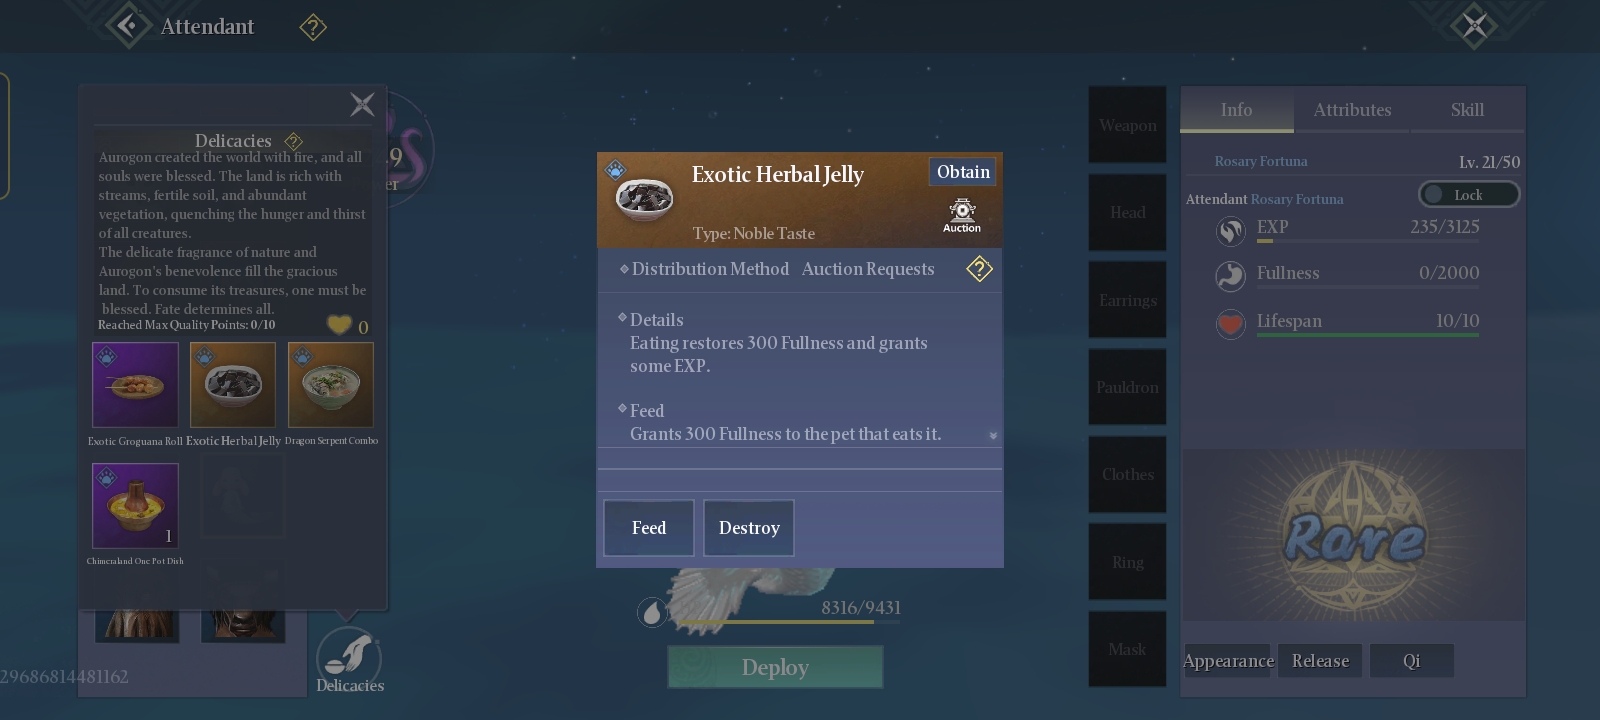 Attendant
Delicacies
Aurogon created the world with fire, and all
souls were blessed. The land is rich with
streams, fertile soil, and abundant
vegetation, quenching the hunger and thirst
of all creatures.
The delicate fragrance of nature and
Aurogon's benevolence fill the gracious
land. To consume its treasures, one must be
blessed. Fate determines all.
Reached Max Quality Points: 0/10
0
Exotic Groguana Roll
Exotic Herbal Jelly
Dragon Serpent Combo
1
Chimeraland One Pot Dish
29686814481162
Delicacies
Exotic Herbal Jelly
Obtain
Auction
Type: Noble Taste
Distribution Method Auction Requests
Details
Eating restores 300 Fullness and grants
some EXP.
Feed
Grants 300 Fullness to the pet that eats it.
Feed
Destroy
8316/9431
Deploy
Weapon
Head
Earrings
Pauldron
Clothes
Ring
Mask
Info
Attributes
Skill
Rosary Fortuna
Lv. 21/50
Attendant Rosary Fortuna
Lock
EXP 235/3125
Fullness 0/2000
Lifespan 10/10
Rare
Appearance
Release
Qi